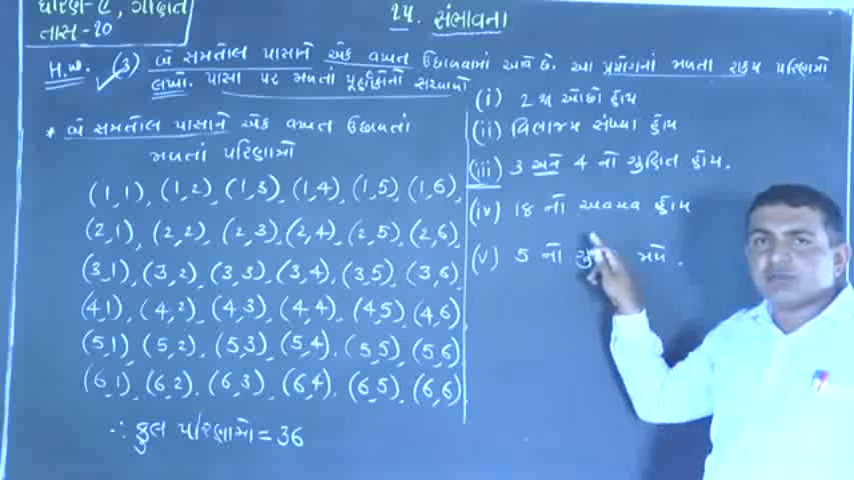 ધોરણ-૯, ગણિત
તાસ-૨૦
૨૫. સંભાવના
H.W. (3) બે સમતોલ પાસાને એક વખત ઉછાળવામાં આવે છે. આ પ્રયોગનાં મળતા શક્ય પરિણામો
લખો. પાસા પર મળતાં પૂર્ણાંકોનો સરવાળો
* બે સમતોલ પાસાને એક વખત ઉછાળતાં
મળતાં પરિણામો
(1,1), (1,2), (1,3), (1,4), (1,5), (1,6),
(2,1), (2,2), (2,3), (2,4), (2,5), (2,6),
(3,1), (3,2), (3,3), (3,4), (3,5), (3,6),
(4,1), (4,2), (4,3), (4,4), (4,5), (4,6),
(5,1), (5,2), (5,3), (5,4), (5,5), (5,6),
(6,1), (6,2), (6,3), (6,4), (6,5), (6,6),
∴ કુલ પરિણામો = 36
(i) 2 થી ઓછો હોય
(ii) વિભાજ્ય સંખ્યા હોય
(iii) 3 અને 4 નો ગુણિત હોય.
(iv) 18 નો અવયવ હોય
(v) 5 નો મળે.